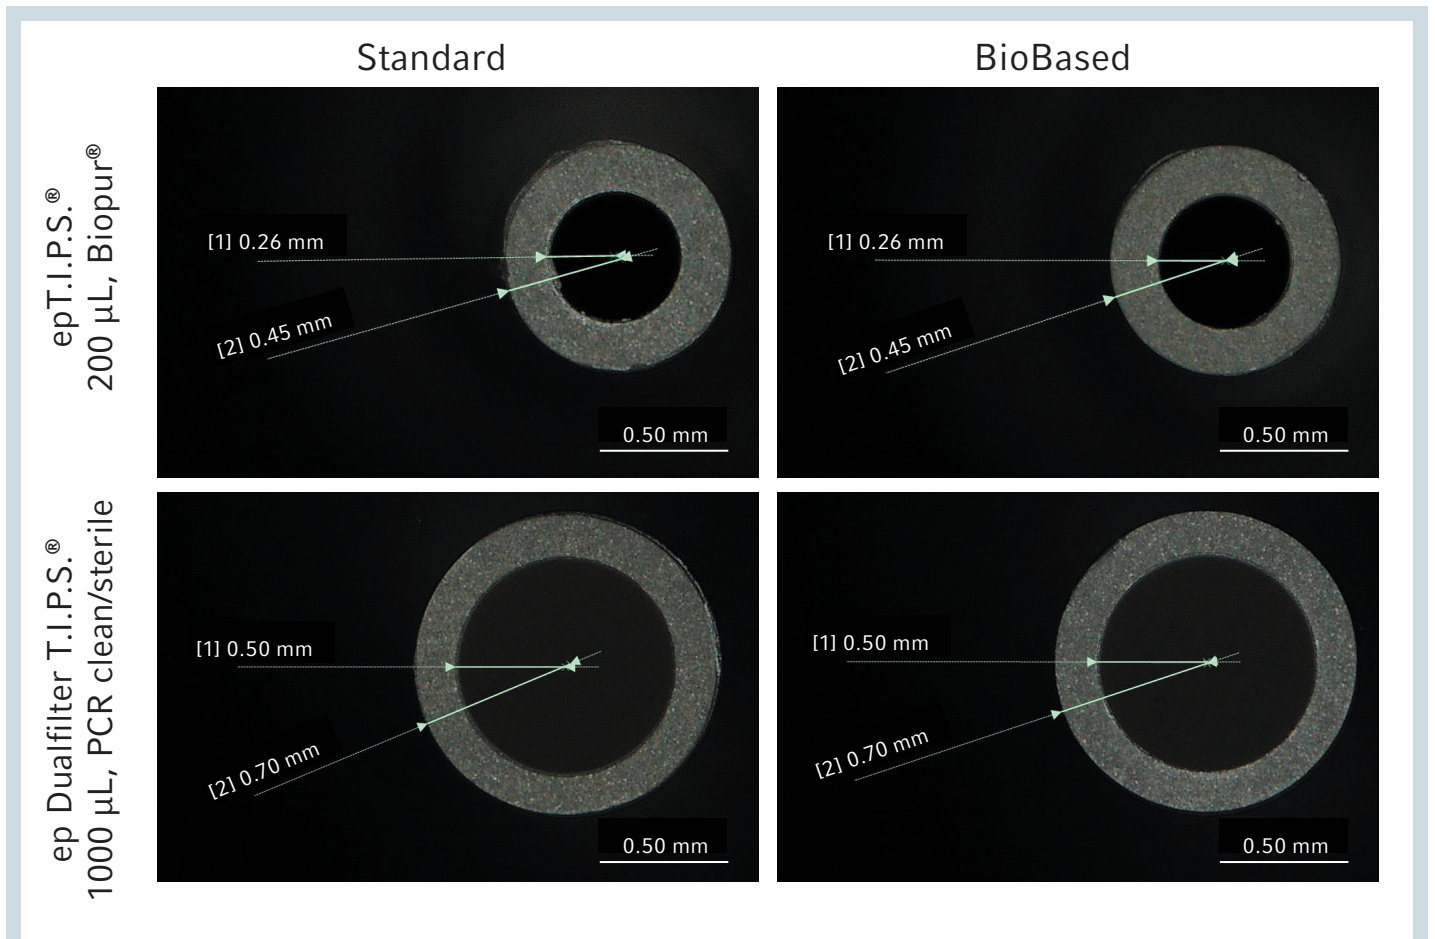 Standard
BioBased
epT.I.P.S.®
200 µL, Biopur®
[1] 0.26 mm
[2] 0.45 mm
0.50 mm
[1] 0.26 mm
[2] 0.45 mm
0.50 mm
ep Dualfilter T.I.P.S.®
1000 µL, PCR clean/sterile
[1] 0.50 mm
[2] 0.70 mm
0.50 mm
[1] 0.50 mm
[2] 0.70 mm
0.50 mm